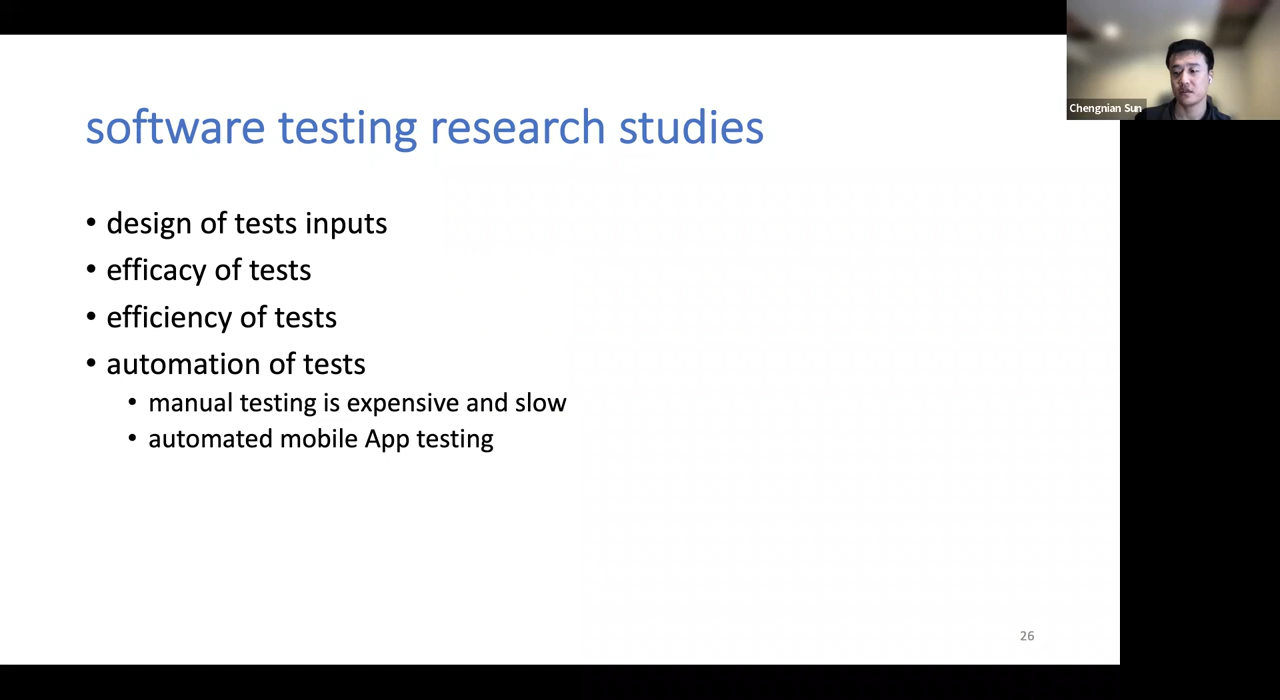 software testing research studies
• design of tests inputs
• efficacy of tests
• efficiency of tests
• automation of tests
• manual testing is expensive and slow
• automated mobile App testing
26
Chengnian Sun